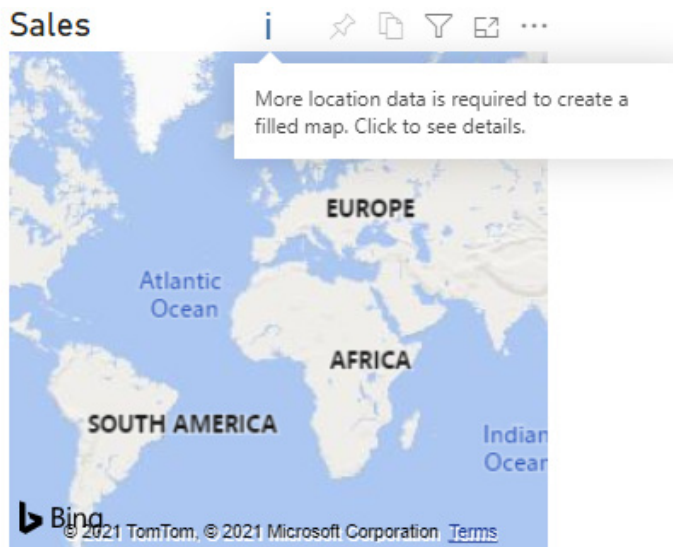 Sales
More location data is required to create a
filled map. Click to see details.
EUROPE
Atlantic
Ocean
AFRICA
SOUTH AMERICA
Indian
Ocean
Bing
© 2021 TomTom, © 2021 Microsoft Corporation Terms